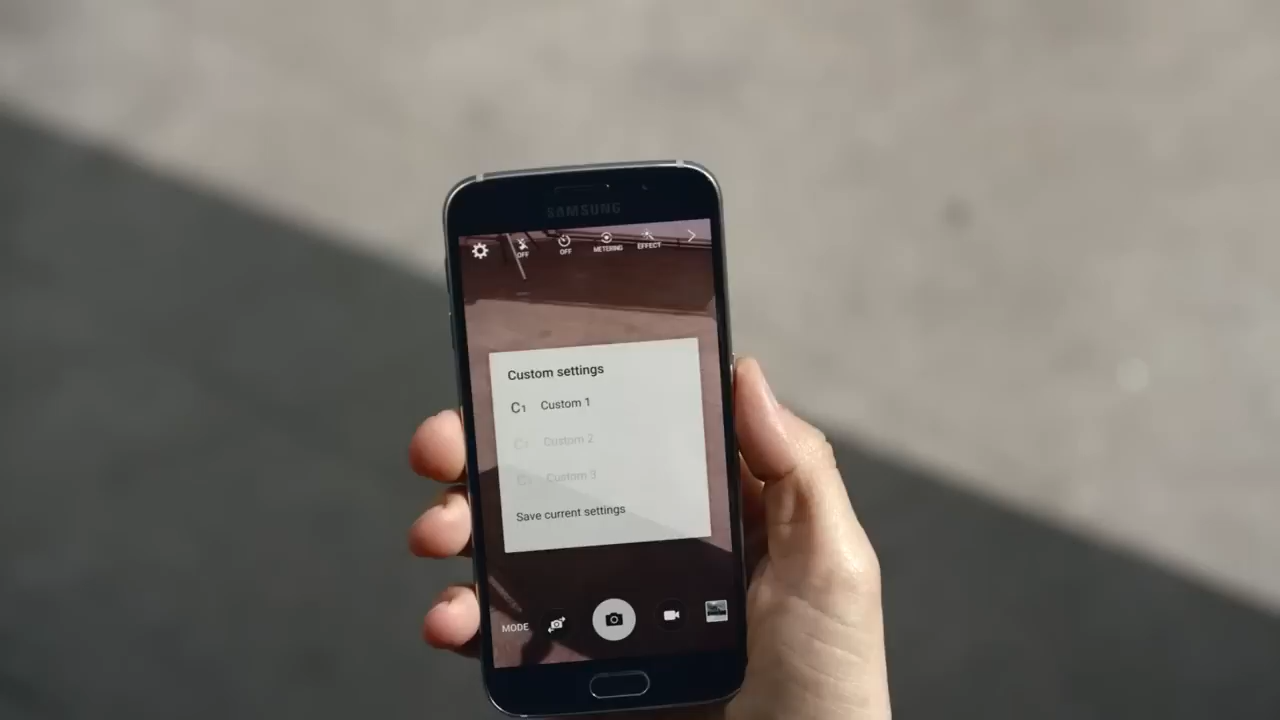 SAMSUNG
OFF
OFF
METERING
EFFECT
Custom settings
C1 Custom 1
C2 Custom 2
C3 Custom 3
Save current settings
MODE